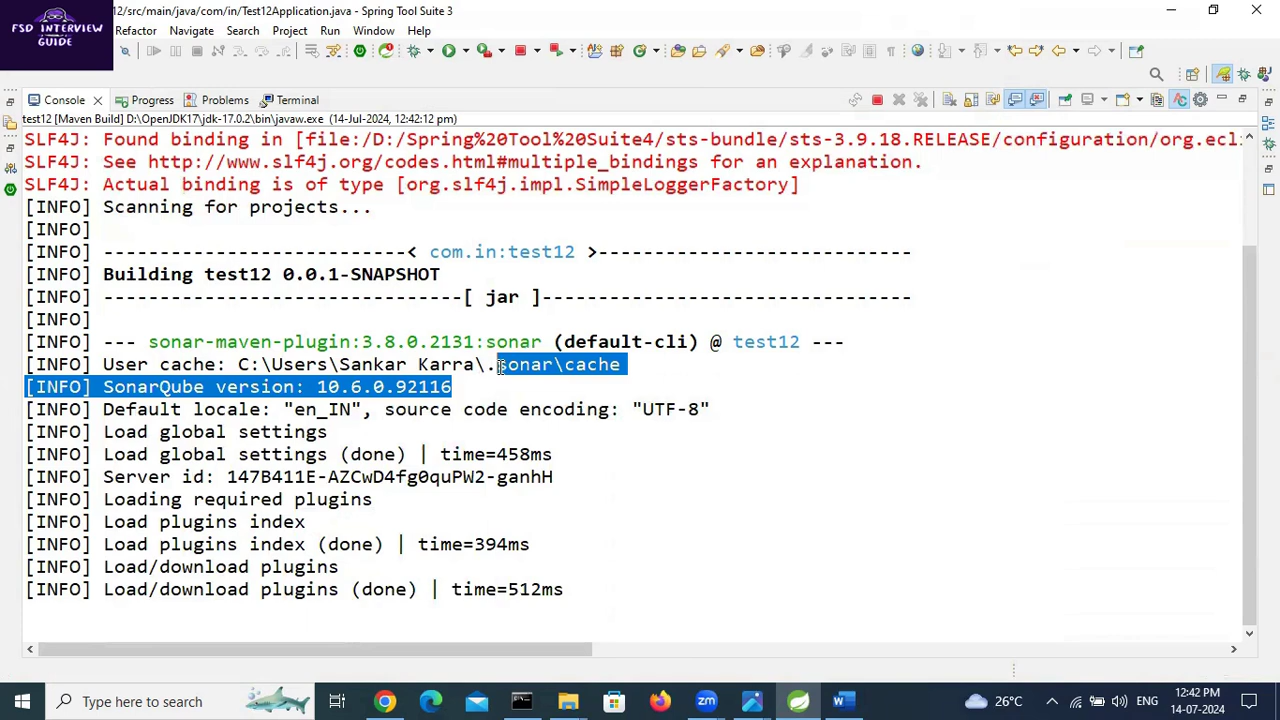 12/src/main/java/com/in/Test12Application.java - Spring Tool Suite 3
FSD INTERVIEW
GUIDE
Refactor Navigate Search Project Run Window Help
Console Progress Problems Terminal
test12 [Maven Build] D:\OpenJDK17\jdk-17.0.2\bin\javaw.exe (14-Jul-2024, 12:42:12 pm)
SLF4J: Found binding in [file:/D:/Spring%20Tool%20Suite4/sts-bundle/sts-3.9.18.RELEASE/configuration/org.ecl
SLF4J: See http://www.slf4j.org/codes.html#multiple_bindings for an explanation.
SLF4J: Actual binding is of type [org.slf4j.impl.SimpleLoggerFactory]
[INFO] Scanning for projects...
[INFO]
[INFO] ---------------------------< com.in:test12 >----------------------------
[INFO] Building test12 0.0.1-SNAPSHOT
[INFO] --------------------------------[ jar ]---------------------------------
[INFO]
[INFO] --- sonar-maven-plugin:3.8.0.2131:sonar (default-cli) @ test12 ---
[INFO] User cache: C:\Users\Sankar Karra\.sonar\cache
[INFO] SonarQube version: 10.6.0.92116
[INFO] Default locale: "en_IN", source code encoding: "UTF-8"
[INFO] Load global settings
[INFO] Load global settings (done) | time=458ms
[INFO] Server id: 147B411E-AZCwD4fg0quPW2-ganhH
[INFO] Loading required plugins
[INFO] Load plugins index
[INFO] Load plugins index (done) | time=394ms
[INFO] Load/download plugins
[INFO] Load/download plugins (done) | time=512ms
Type here to search
26°C
ENG
12:42 PM
14-07-2024